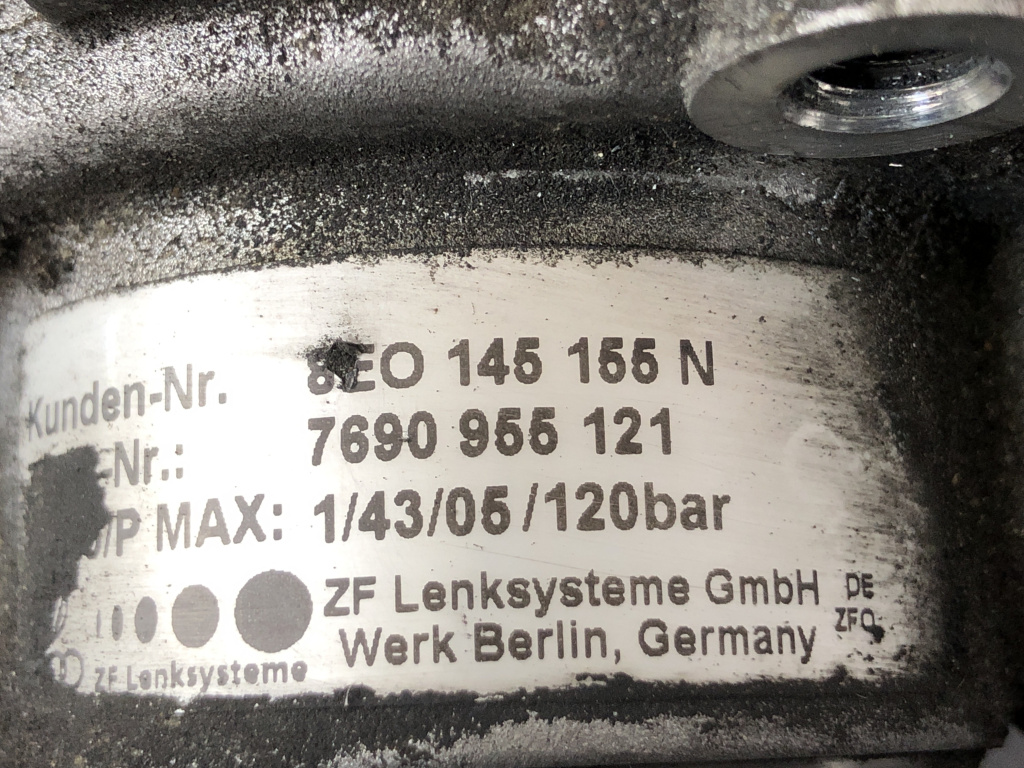 Kunden-Nr. 8E0 145 155 N
-Nr.: 7690 955 121
/P MAX: 1/43/05/120bar
ZF Lenksysteme GmbH DE
Werk Berlin, Germany ZFO
ZF Lenksysteme